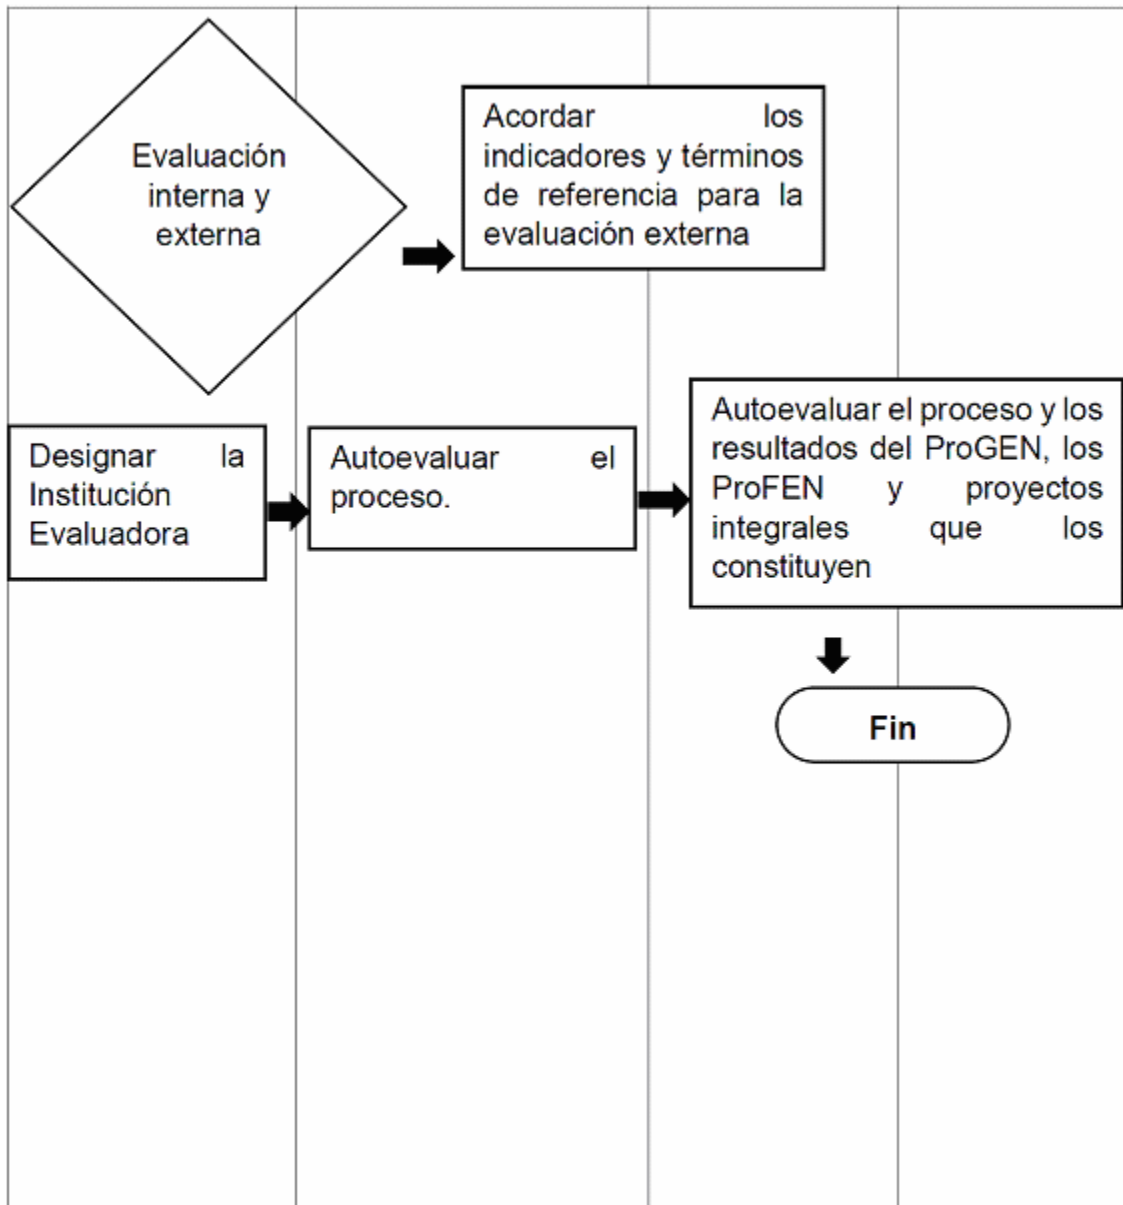 Evaluación
interna y
externa
Acordar los
indicadores y términos
de referencia para la
evaluación externa
Designar la
Institución
Evaluadora
Autoevaluar el
proceso.
Autoevaluar el proceso y los
resultados del ProGEN, los
ProFEN y proyectos
integrales que los
constituyen
Fin